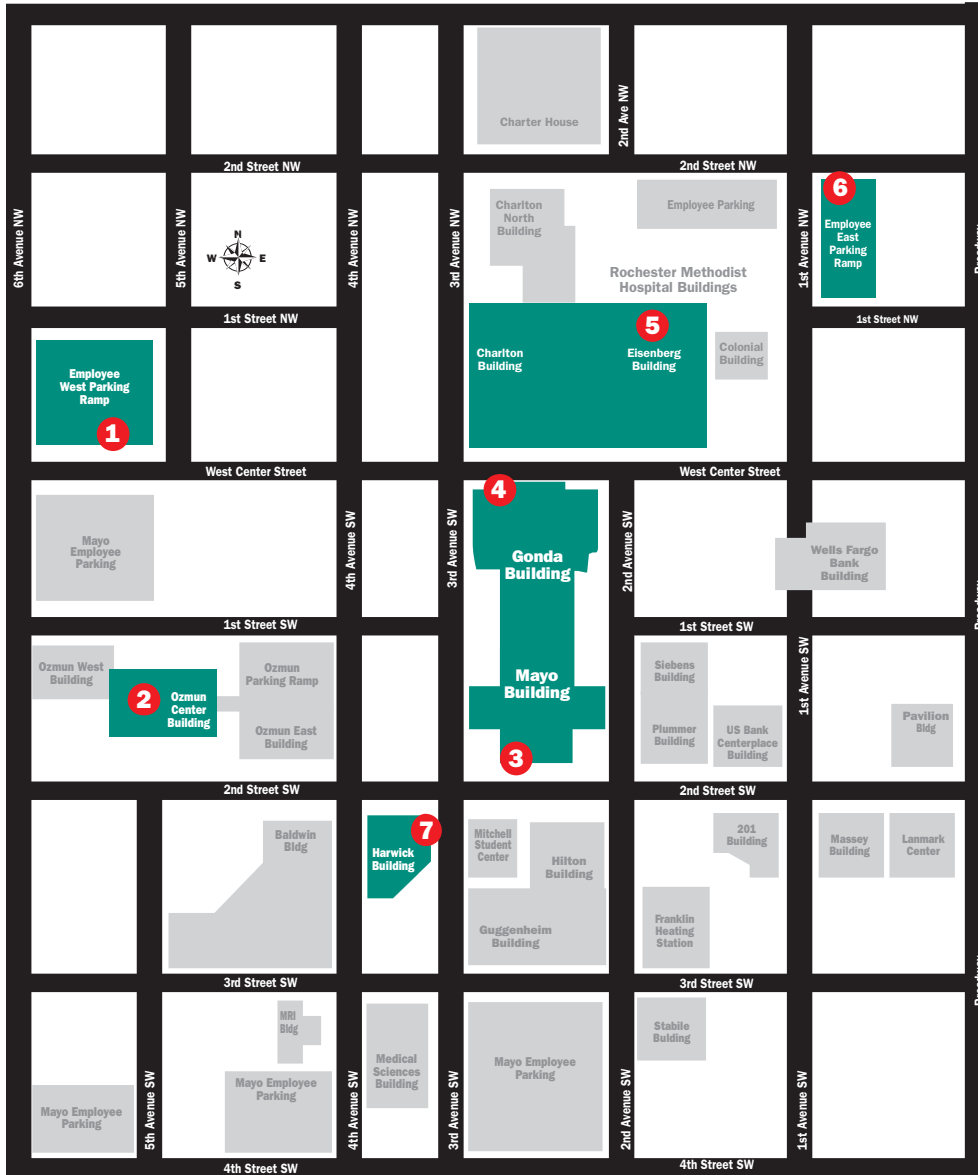 Charter House
2nd Ave NW
2nd Street NW
2nd Street NW
6th Avenue NW
5th Avenue NW
N
W
E
S
4th Avenue NW
3rd Avenue NW
Charlton
North
Building
Employee Parking
Rochester Methodist
Hospital Buildings
1st Avenue NW
6
Employee
East
Parking
Ramp
Broadway
1st Street NW
1st Street NW
Employee
West Parking
Ramp
1
Charlton
Building
5
Eisenberg
Building
Colonial
Building
West Center Street
West Center Street
Mayo
Employee
Parking
4th Avenue SW
3rd Avenue SW
4
Gonda
Building
2nd Avenue SW
Wells Fargo
Bank
Building
Broadway
1st Street SW
1st Street SW
Ozmun West
Building
2
Ozmun
Center
Building
Ozmun
Parking Ramp
Ozmun East
Building
Mayo
Building
3
Siebens
Building
Plummer
Building
US Bank
Centerplace
Building
1st Avenue SW
Pavilion
Bldg
2nd Street SW
2nd Street SW
Baldwin
Bldg
7
Harwick
Building
Mitchell
Student
Center
Hilton
Building
Guggenheim
Building
201
Building
Franklin
Heating
Station
Massey
Building
Lanmark
Center
Broadway
3rd Street SW
3rd Street SW
MRI
Bldg
Mayo Employee
Parking
5th Avenue SW
Mayo Employee
Parking
4th Avenue SW
Medical
Sciences
Building
3rd Avenue SW
Mayo Employee
Parking
2nd Avenue SW
Stabile
Bulding
1st Avenue SW
4th Street SW
4th Street SW